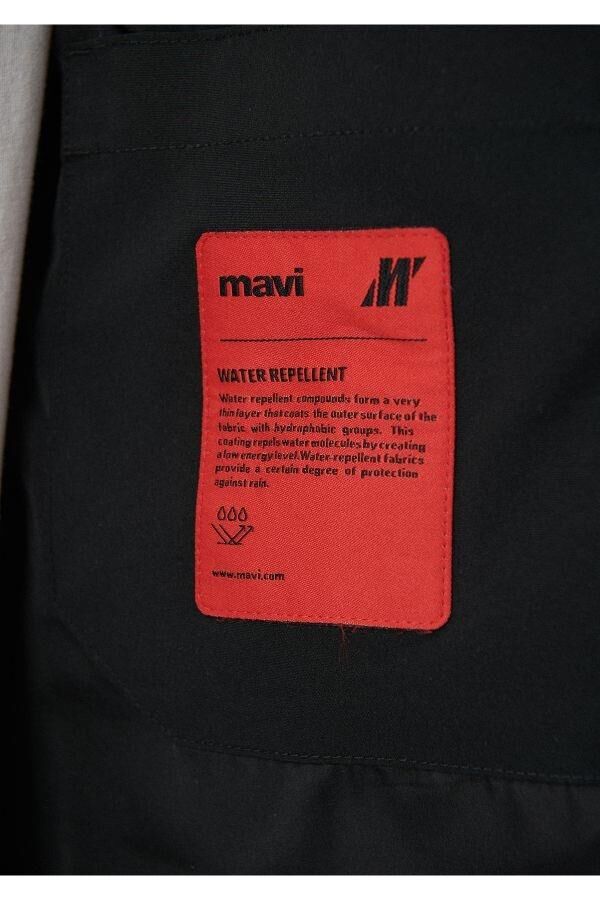 mavi M
WATER REPELLENT
Water repellent compounds form a very
thin layer that coats the outer surface of the
fabric with hydrophobic groups. This
coating repels water molecules by creating
a low energy level. Water-repellent fabrics
provide a certain degree of protection
against rain.
www.mavi.com